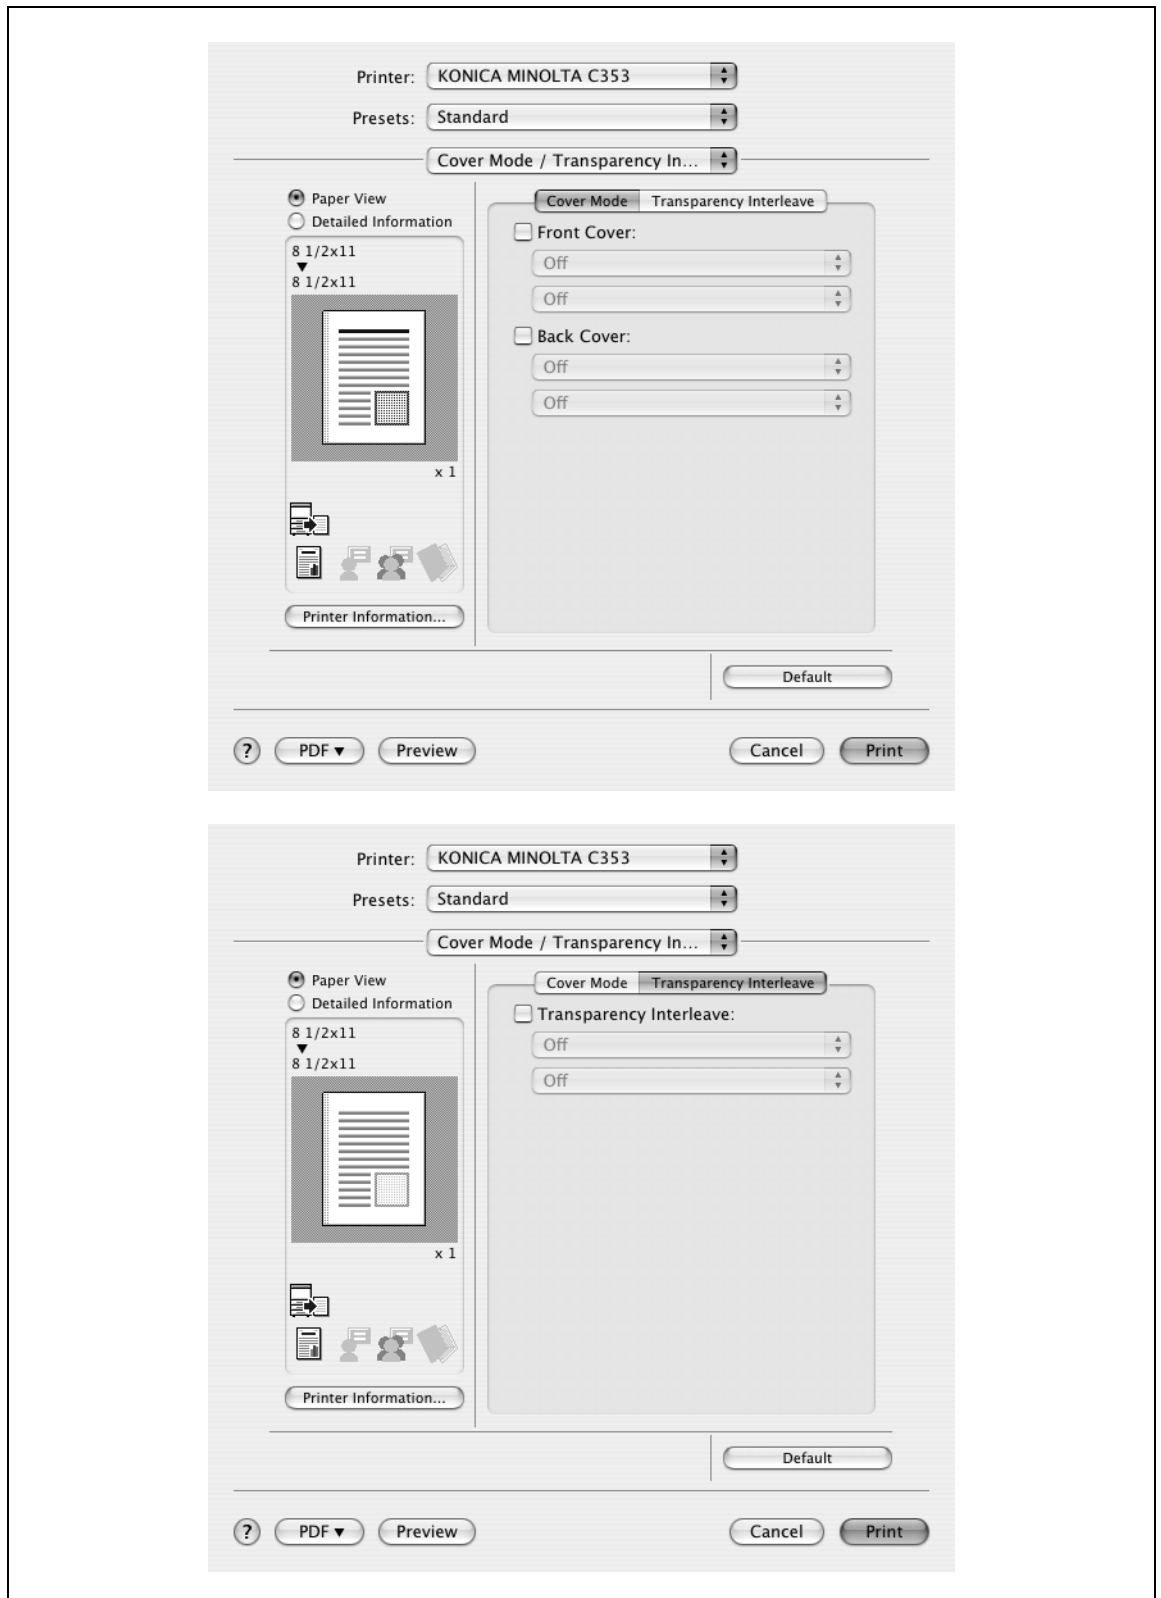 Printer: KONICA MINOLTA C353
Presets: Standard
Cover Mode / Transparency In...
Paper View
Detailed Information
8 1/2x11
8 1/2x11
x 1
Printer Information...
Cover Mode Transparency Interleave
Front Cover:
Off
Off
Back Cover:
Off
Off
Default
? PDF Preview Cancel Print
Printer: KONICA MINOLTA C353
Presets: Standard
Cover Mode / Transparency In...
Paper View
Detailed Information
8 1/2x11
8 1/2x11
x 1
Printer Information...
Cover Mode Transparency Interleave
Transparency Interleave:
Off
Off
Default
? PDF Preview Cancel Print